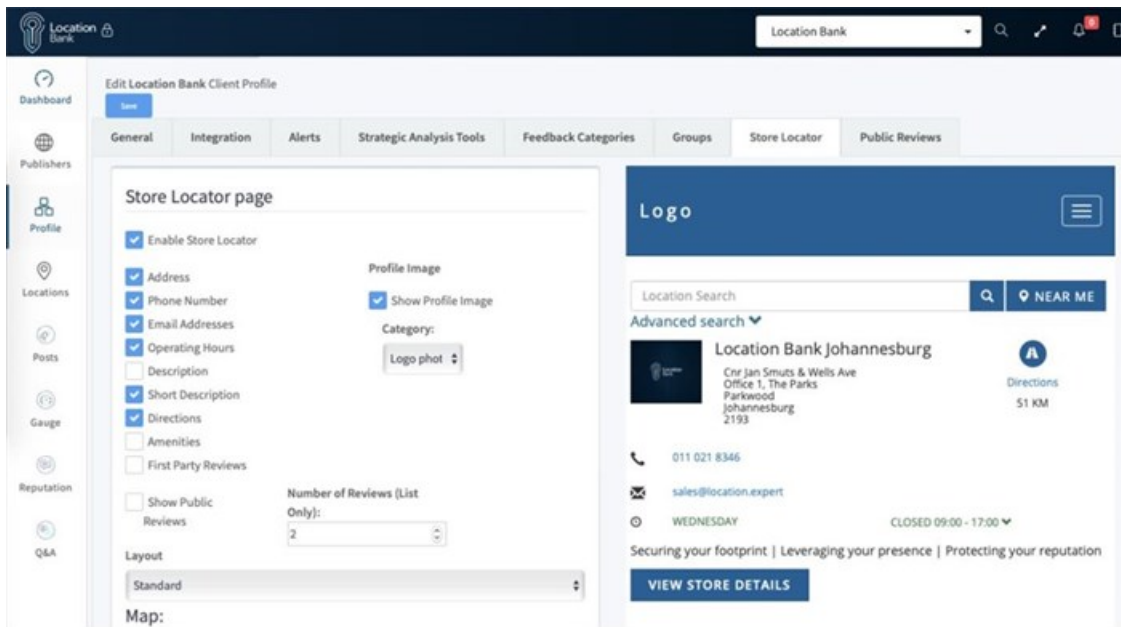 Location
Bank
Location Bank
0
Dashboard
Publishers
Profile
Locations
Posts
Gauge
Reputation
Q&A
Edit Location Bank Client Profile
Save
General Integration Alerts Strategic Analysis Tools Feedback Categories Groups Store Locator Public Reviews
Store Locator page
Enable Store Locator
Address
Phone Number
Email Addresses
Operating Hours
Description
Short Description
Directions
Amenities
First Party Reviews
Show Public
Reviews
Profile Image
Show Profile Image
Category:
Logo phot
Number of Reviews (List
Only):
2
Layout
Standard
Map:
Logo
Location Search
NEAR ME
Advanced search
Location Bank Johannesburg
Cnr Jan Smuts & Wells Ave
Office 1, The Parks
Parkwood
Johannesburg
2193
Directions
51 KM
011 021 8346
sales@location.expert
WEDNESDAY CLOSED 09:00 - 17:00
Securing your footprint | Leveraging your presence | Protecting your reputation
VIEW STORE DETAILS